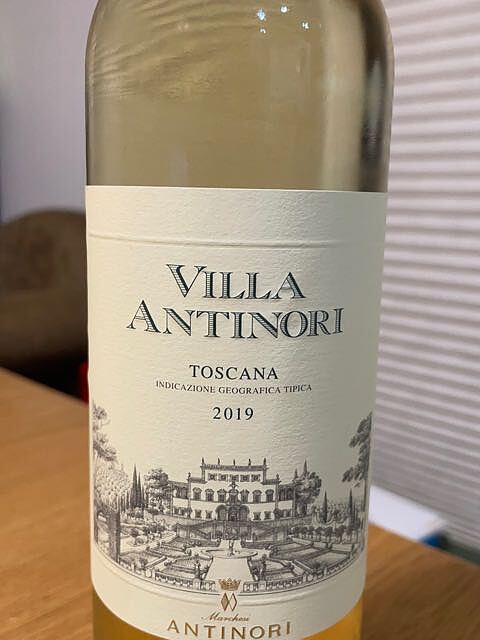 VILLA
ANTINORI
TOSCANA
INDICAZIONE GEOGRAFICA TIPICA
2019
Marchesi
ANTINORI